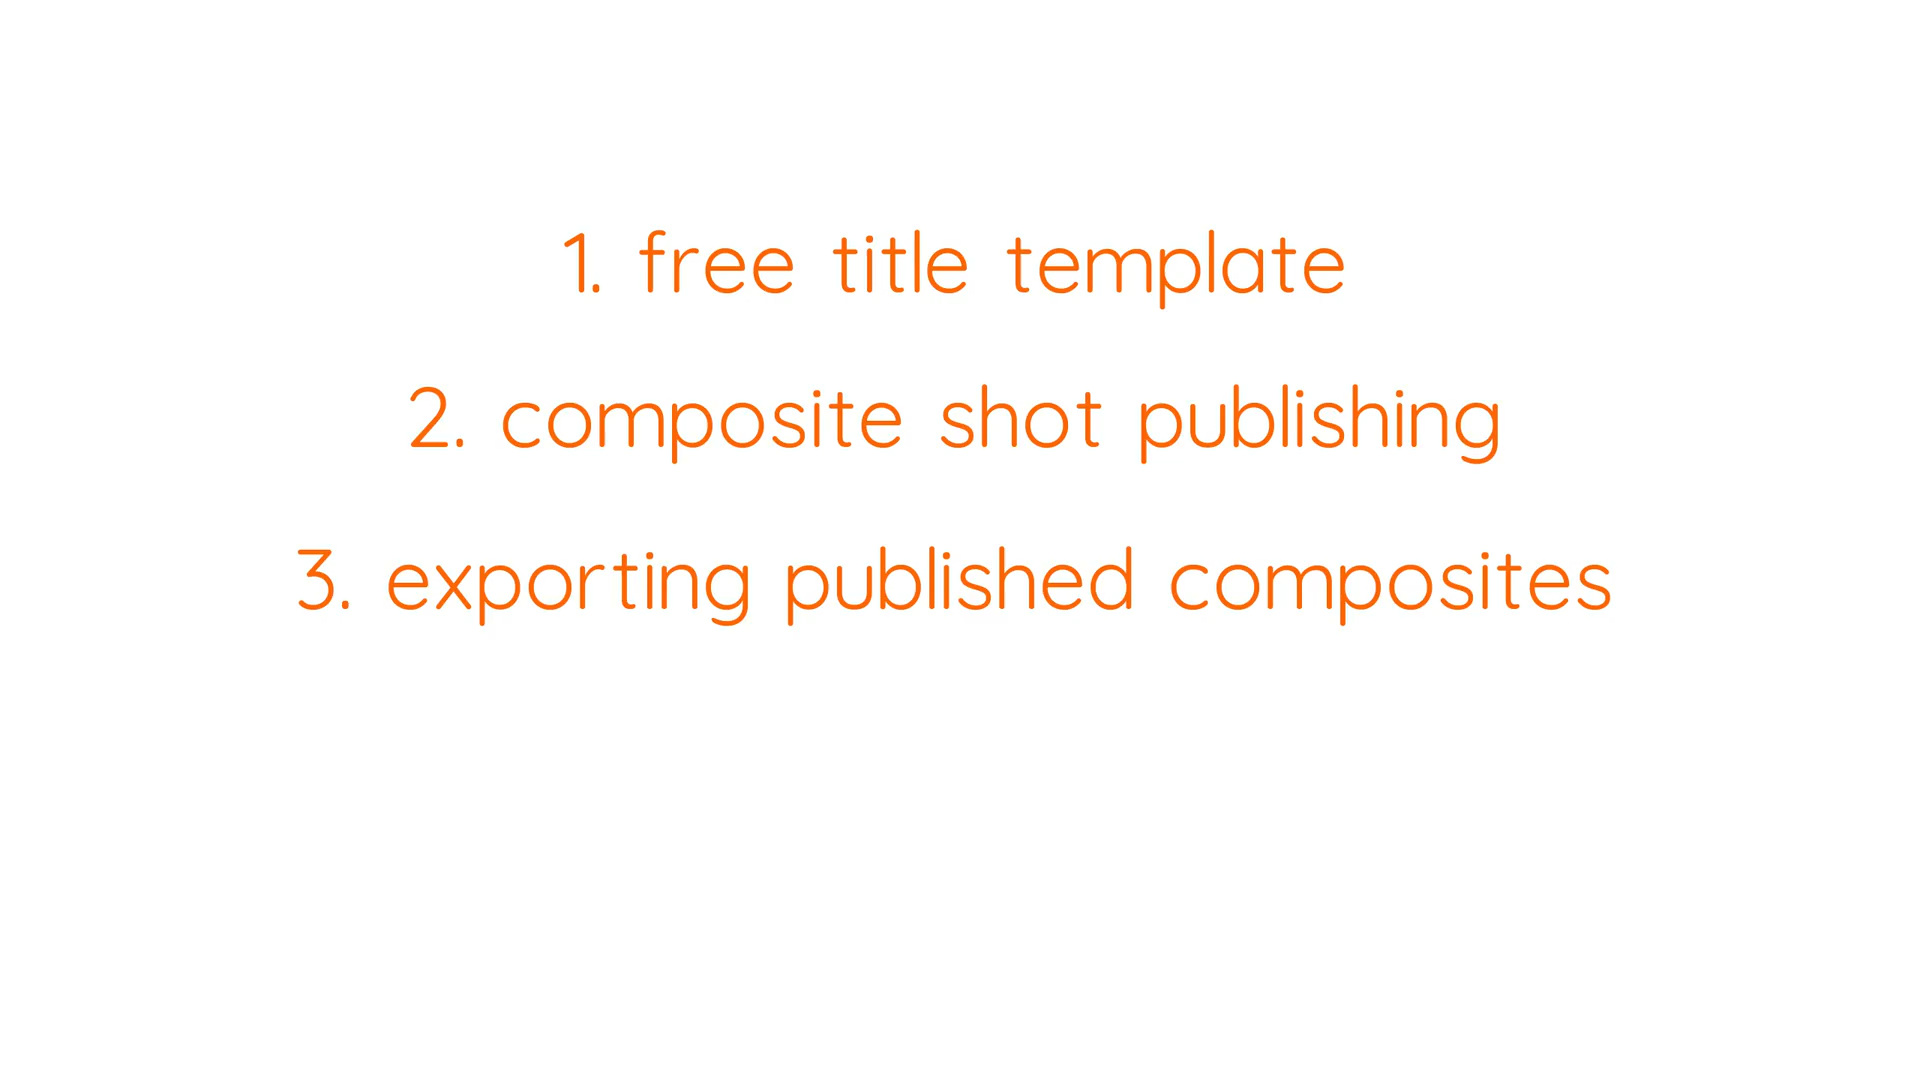 1. free title template
2. composite shot publishing
3. exporting published composites